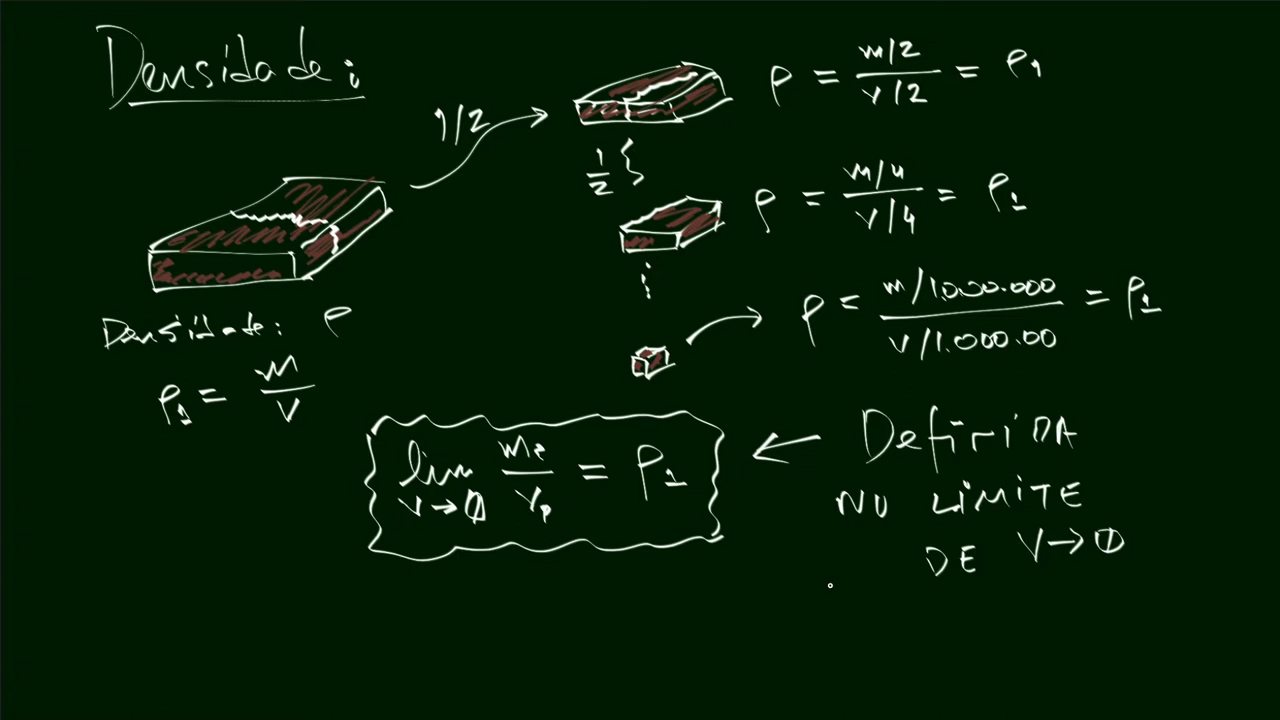 Densidade:
1/2
ρ = m/2 / V/2 = ρ1
1/2 {
ρ = m/4 / V/4 = ρ1
⋮
ρ = m/1.000.000 / V/1.000.00 = ρ1
Densidade: ρ
ρ1 = m / V
lim V→0 mp / Vp = ρ1
← DefiniDA
NO LiMiTE
DE V→0